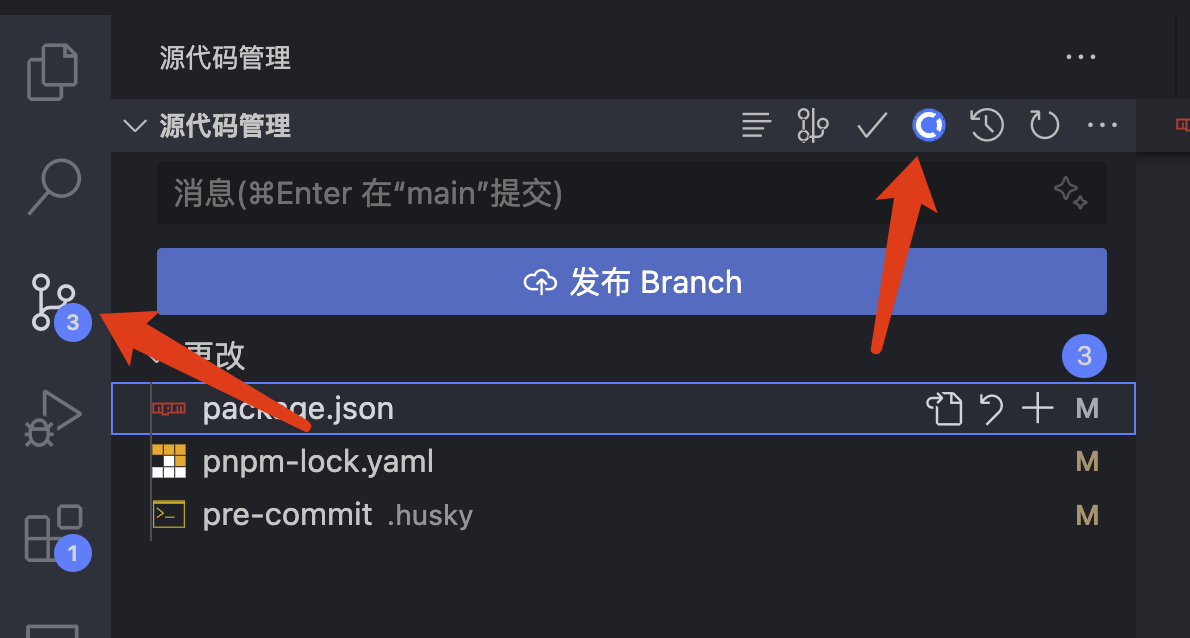 源代码管理
源代码管理
消息(⌘Enter 在“main”提交)
发布 Branch
3
更改
3
package.json
M
pnpm-lock.yaml
M
pre-commit .husky
M
1